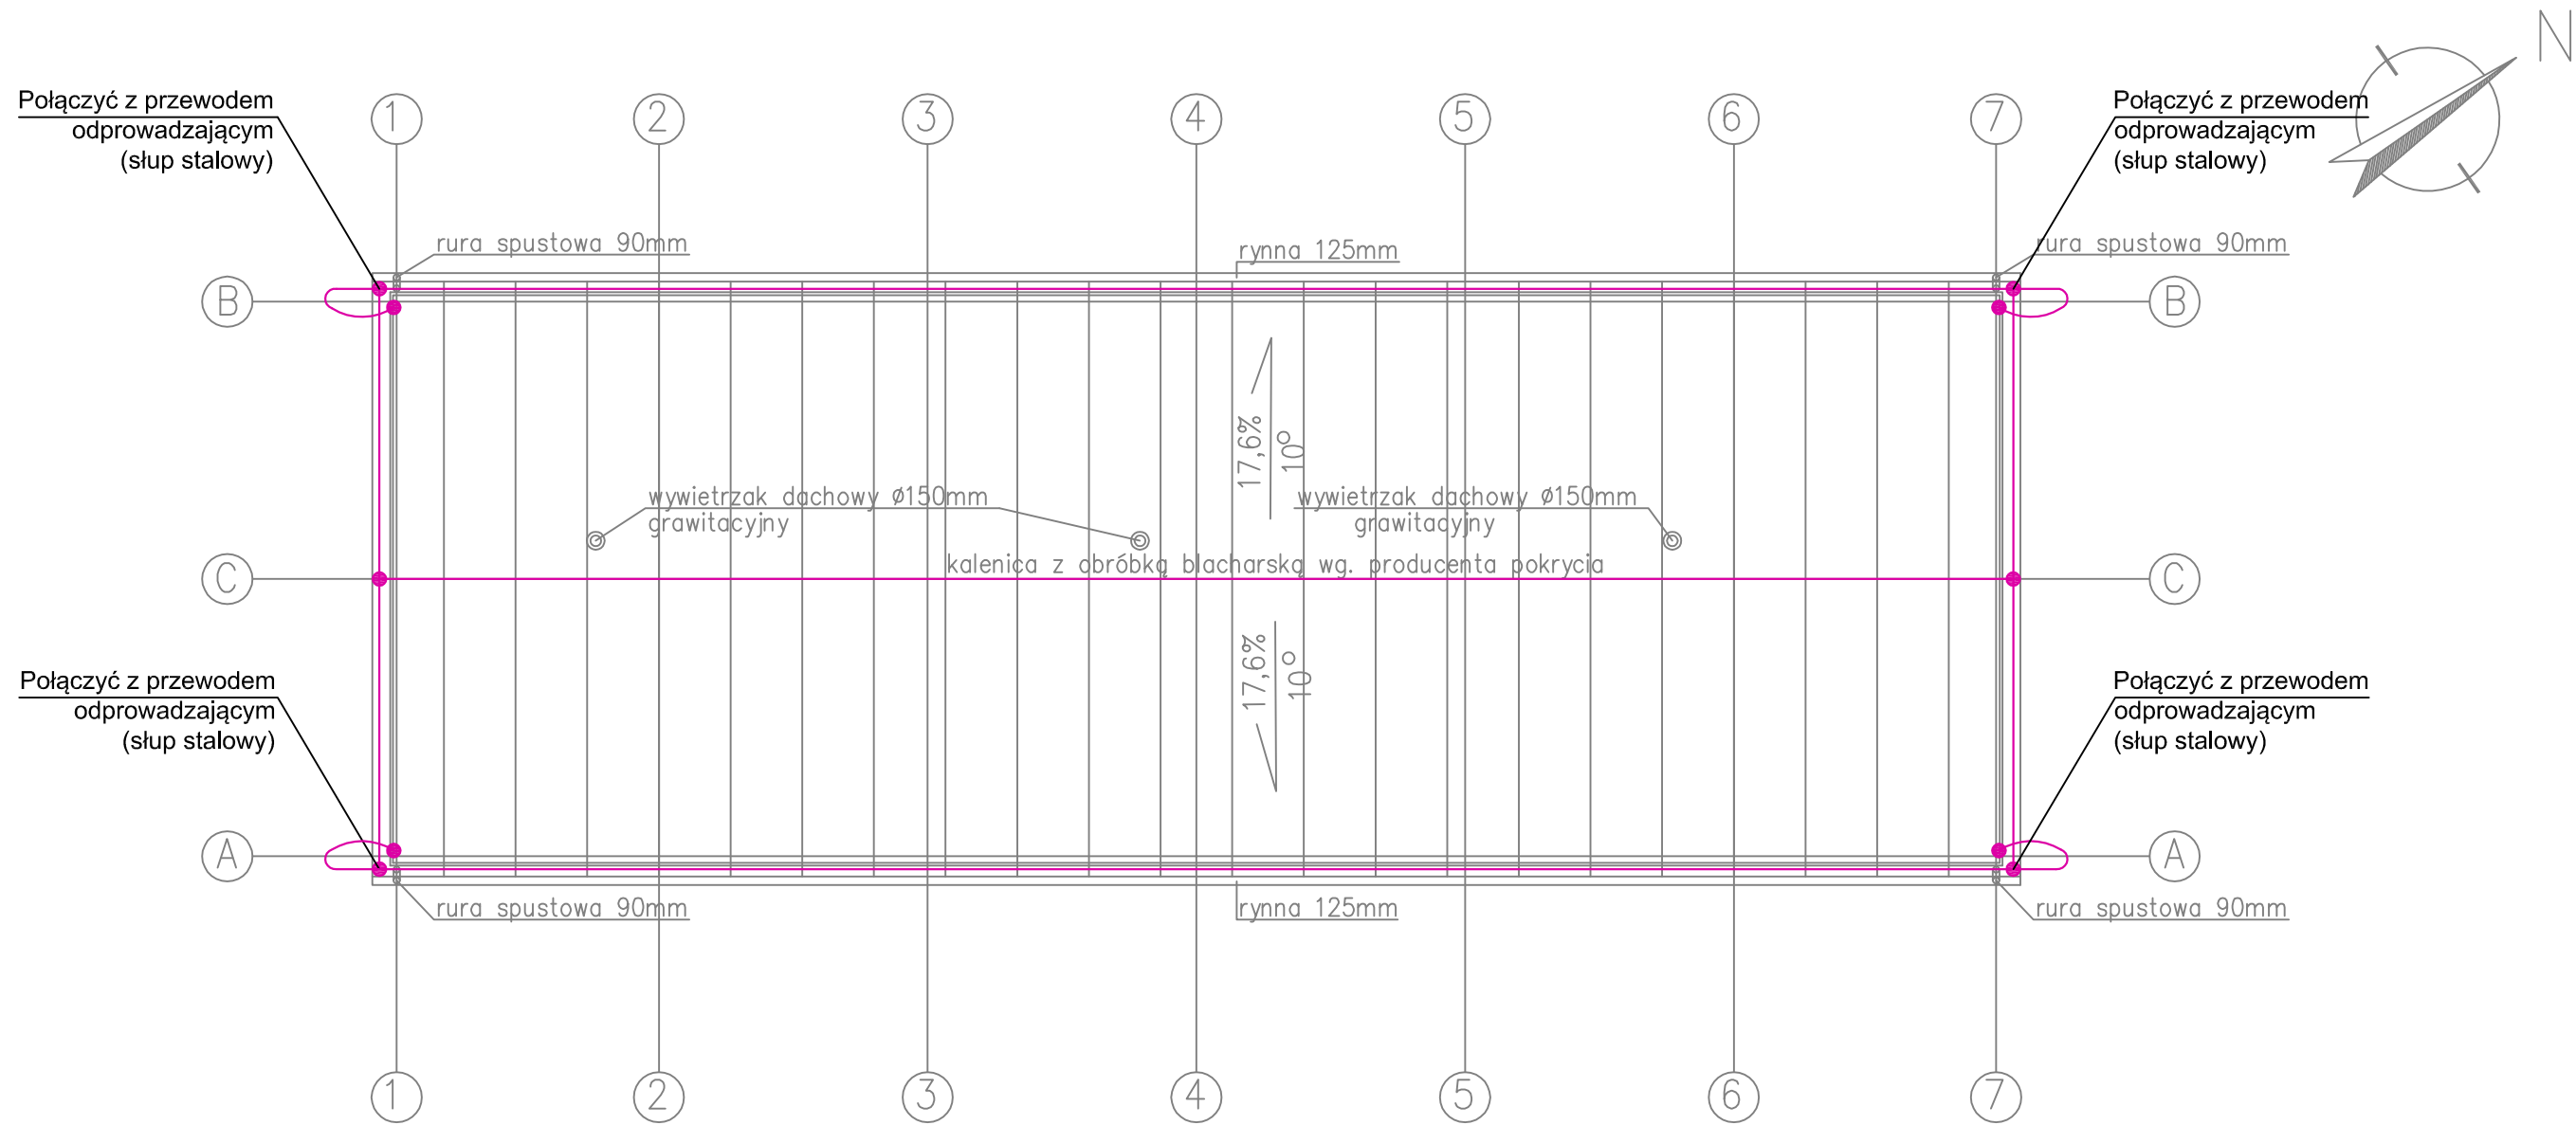 N
Połączyć z przewodem
odprowadzającym
(słup stalowy)
1
2
3
4
5
6
7
Połączyć z przewodem
odprowadzającym
(słup stalowy)
rura spustowa 90mm
rynna 125mm
rura spustowa 90mm
B
B
17,6%
10°
wywietrzak dachowy ø150mm
grawitacyjny
wywietrzak dachowy ø150mm
grawitacyjny
kalenica z obróbką blacharską wg. producenta pokrycia
C
C
17,6%
10°
Połączyć z przewodem
odprowadzającym
(słup stalowy)
Połączyć z przewodem
odprowadzającym
(słup stalowy)
A
A
rura spustowa 90mm
rynna 125mm
rura spustowa 90mm
1
2
3
4
5
6
7